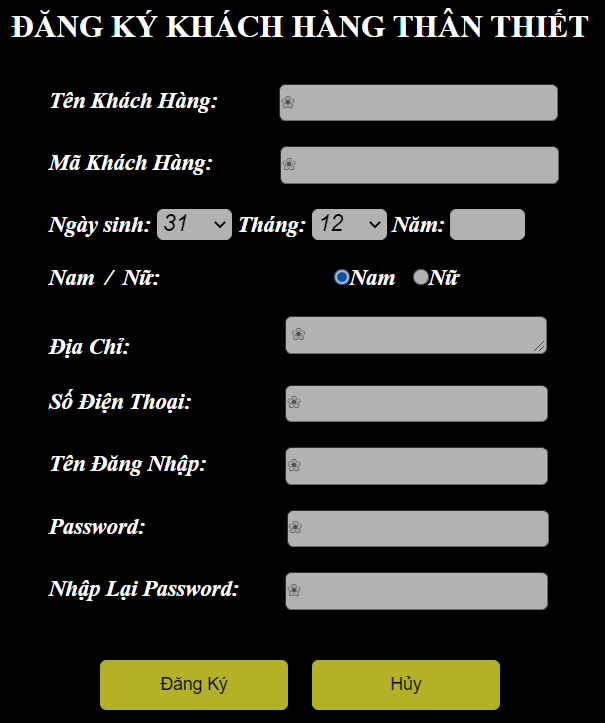 ĐĂNG KÝ KHÁCH HÀNG THÂN THIẾT
Tên Khách Hàng: ❀
Mã Khách Hàng: ❀
Ngày sinh: 31 Tháng: 12 Năm:
Nam / Nữ: Nam Nữ
Địa Chỉ: ❀
Số Điện Thoại: ❀
Tên Đăng Nhập: ❀
Password: ❀
Nhập Lại Password: ❀
Đăng Ký Hủy